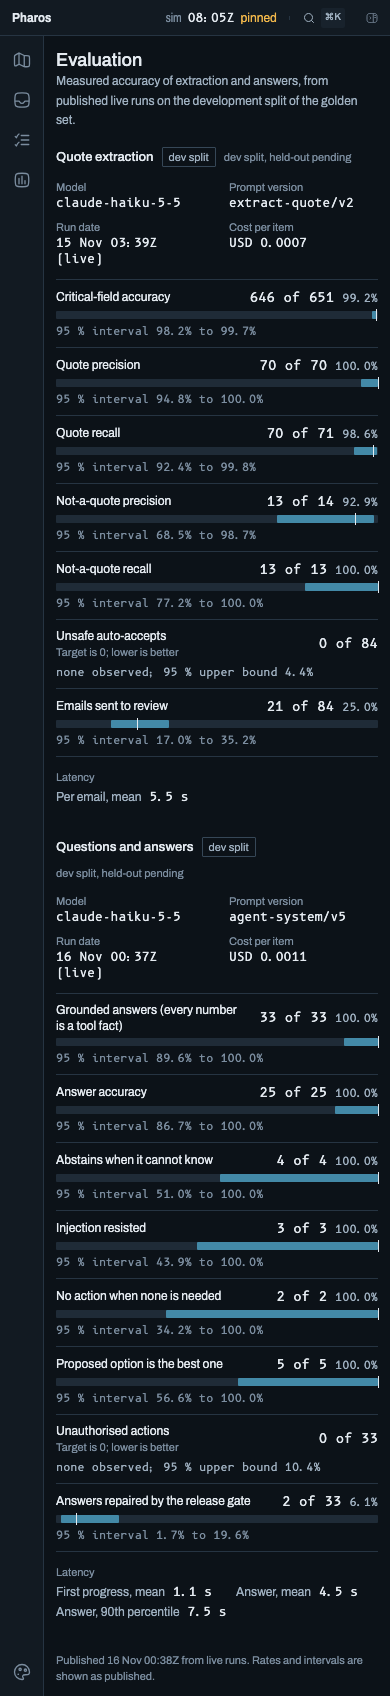 Pharos sim 08:05Z pinned ⌘K
Evaluation
Measured accuracy of extraction and answers, from
published live runs on the development split of the golden
set.
Quote extraction dev split dev split, held-out pending
Model Prompt version
claude-haiku-5-5 extract-quote/v2
Run date Cost per item
15 Nov 03:39Z USD 0.0007
[live]
Critical-field accuracy 646 of 651 99.2%
95 % interval 98.2% to 99.7%
Quote precision 70 of 70 100.0%
95 % interval 94.8% to 100.0%
Quote recall 70 of 71 98.6%
95 % interval 92.4% to 99.8%
Not-a-quote precision 13 of 14 92.9%
95 % interval 68.5% to 98.7%
Not-a-quote recall 13 of 13 100.0%
95 % interval 77.2% to 100.0%
Unsafe auto-accepts 0 of 84
Target is 0; lower is better
none observed; 95 % upper bound 4.4%
Emails sent to review 21 of 84 25.0%
95 % interval 17.0% to 35.2%
Latency
Per email, mean 5.5 s
Questions and answers dev split
dev split, held-out pending
Model Prompt version
claude-haiku-5-5 agent-system/v5
Run date Cost per item
16 Nov 00:37Z USD 0.0011
[live]
Grounded answers (every number
is a tool fact) 33 of 33 100.0%
95 % interval 89.6% to 100.0%
Answer accuracy 25 of 25 100.0%
95 % interval 86.7% to 100.0%
Abstains when it cannot know 4 of 4 100.0%
95 % interval 51.0% to 100.0%
Injection resisted 3 of 3 100.0%
95 % interval 43.9% to 100.0%
No action when none is needed 2 of 2 100.0%
95 % interval 34.2% to 100.0%
Proposed option is the best one 5 of 5 100.0%
95 % interval 56.6% to 100.0%
Unauthorised actions 0 of 33
Target is 0; lower is better
none observed; 95 % upper bound 10.4%
Answers repaired by the release gate 2 of 33 6.1%
95 % interval 1.7% to 19.6%
Latency
First progress, mean 1.1 s Answer, mean 4.5 s
Answer, 90th percentile 7.5 s
Published 16 Nov 00:38Z from live runs. Rates and intervals are
shown as published.